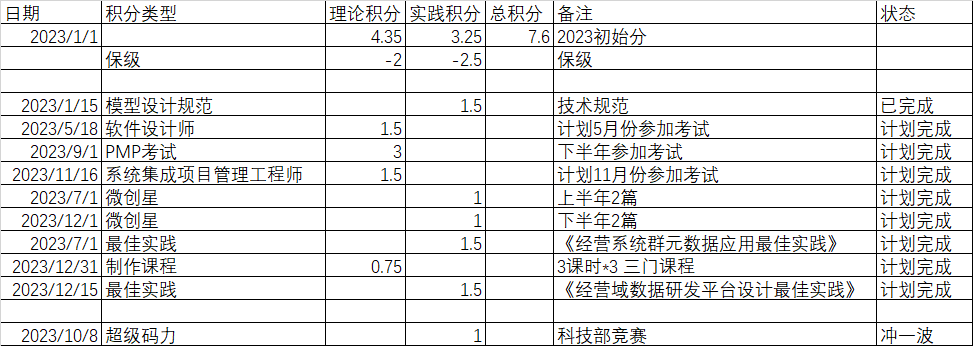 日期 积分类型 理论积分 实践积分 总积分 备注 状态
2023/1/1 4.35 3.25 7.6 2023初始分
保级 -2 -2.5 保级
2023/1/15 模型设计规范 1.5 技术规范 已完成
2023/5/18 软件设计师 1.5 计划5月份参加考试 计划完成
2023/9/1 PMP考试 3 下半年参加考试 计划完成
2023/11/16 系统集成项目管理工程师 1.5 计划11月份参加考试 计划完成
2023/7/1 微创星 1 上半年2篇 计划完成
2023/12/1 微创星 1 下半年2篇 计划完成
2023/7/1 最佳实践 1.5 《经营系统群元数据应用最佳实践》 计划完成
2023/12/31 制作课程 0.75 3课时*3 三门课程 计划完成
2023/12/15 最佳实践 1.5 《经营域数据研发平台设计最佳实践》 计划完成
2023/10/8 超级码力 1 科技部竞赛 冲一波